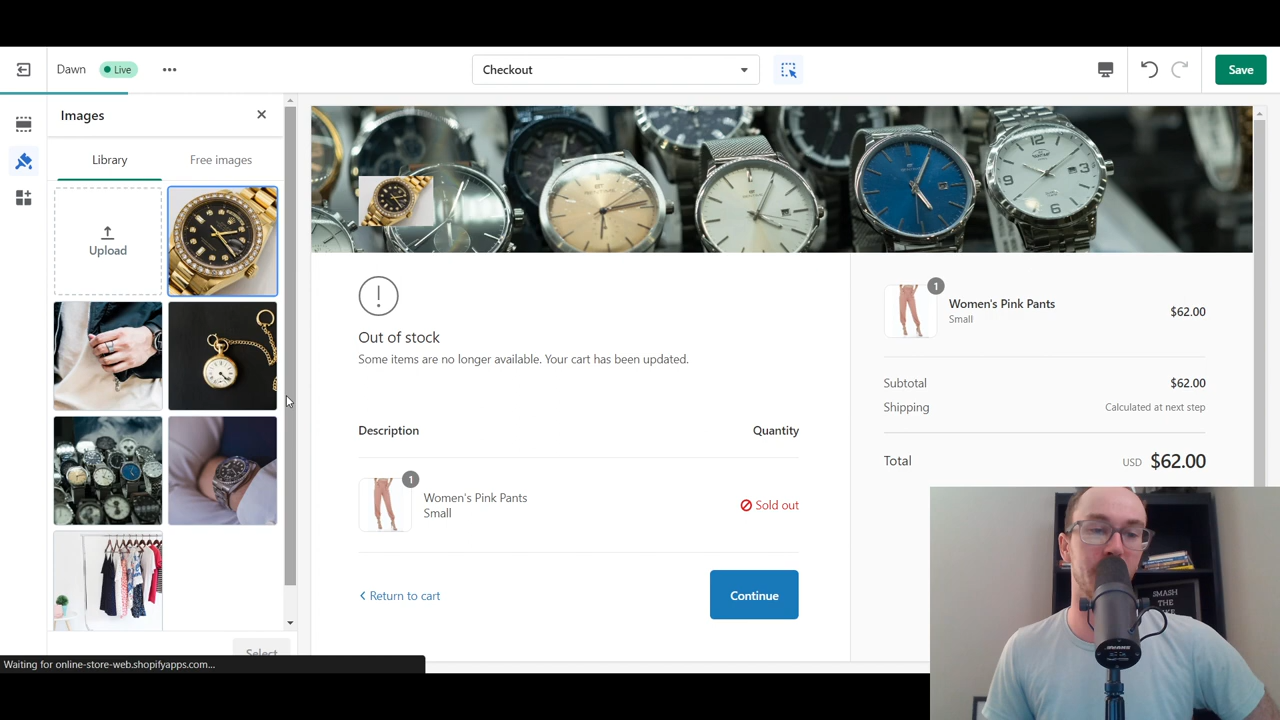 Dawn
Live
Checkout
Save
Images
Library
Free images
Upload
Select
Out of stock
Some items are no longer available. Your cart has been updated.
Description
Quantity
1
Women's Pink Pants
Small
Sold out
Return to cart
Continue
1
Women's Pink Pants
Small
$62.00
Subtotal
$62.00
Shipping
Calculated at next step
Total
USD $62.00
Waiting for online-store-web.shopifyapps.com...
SMASH
THE